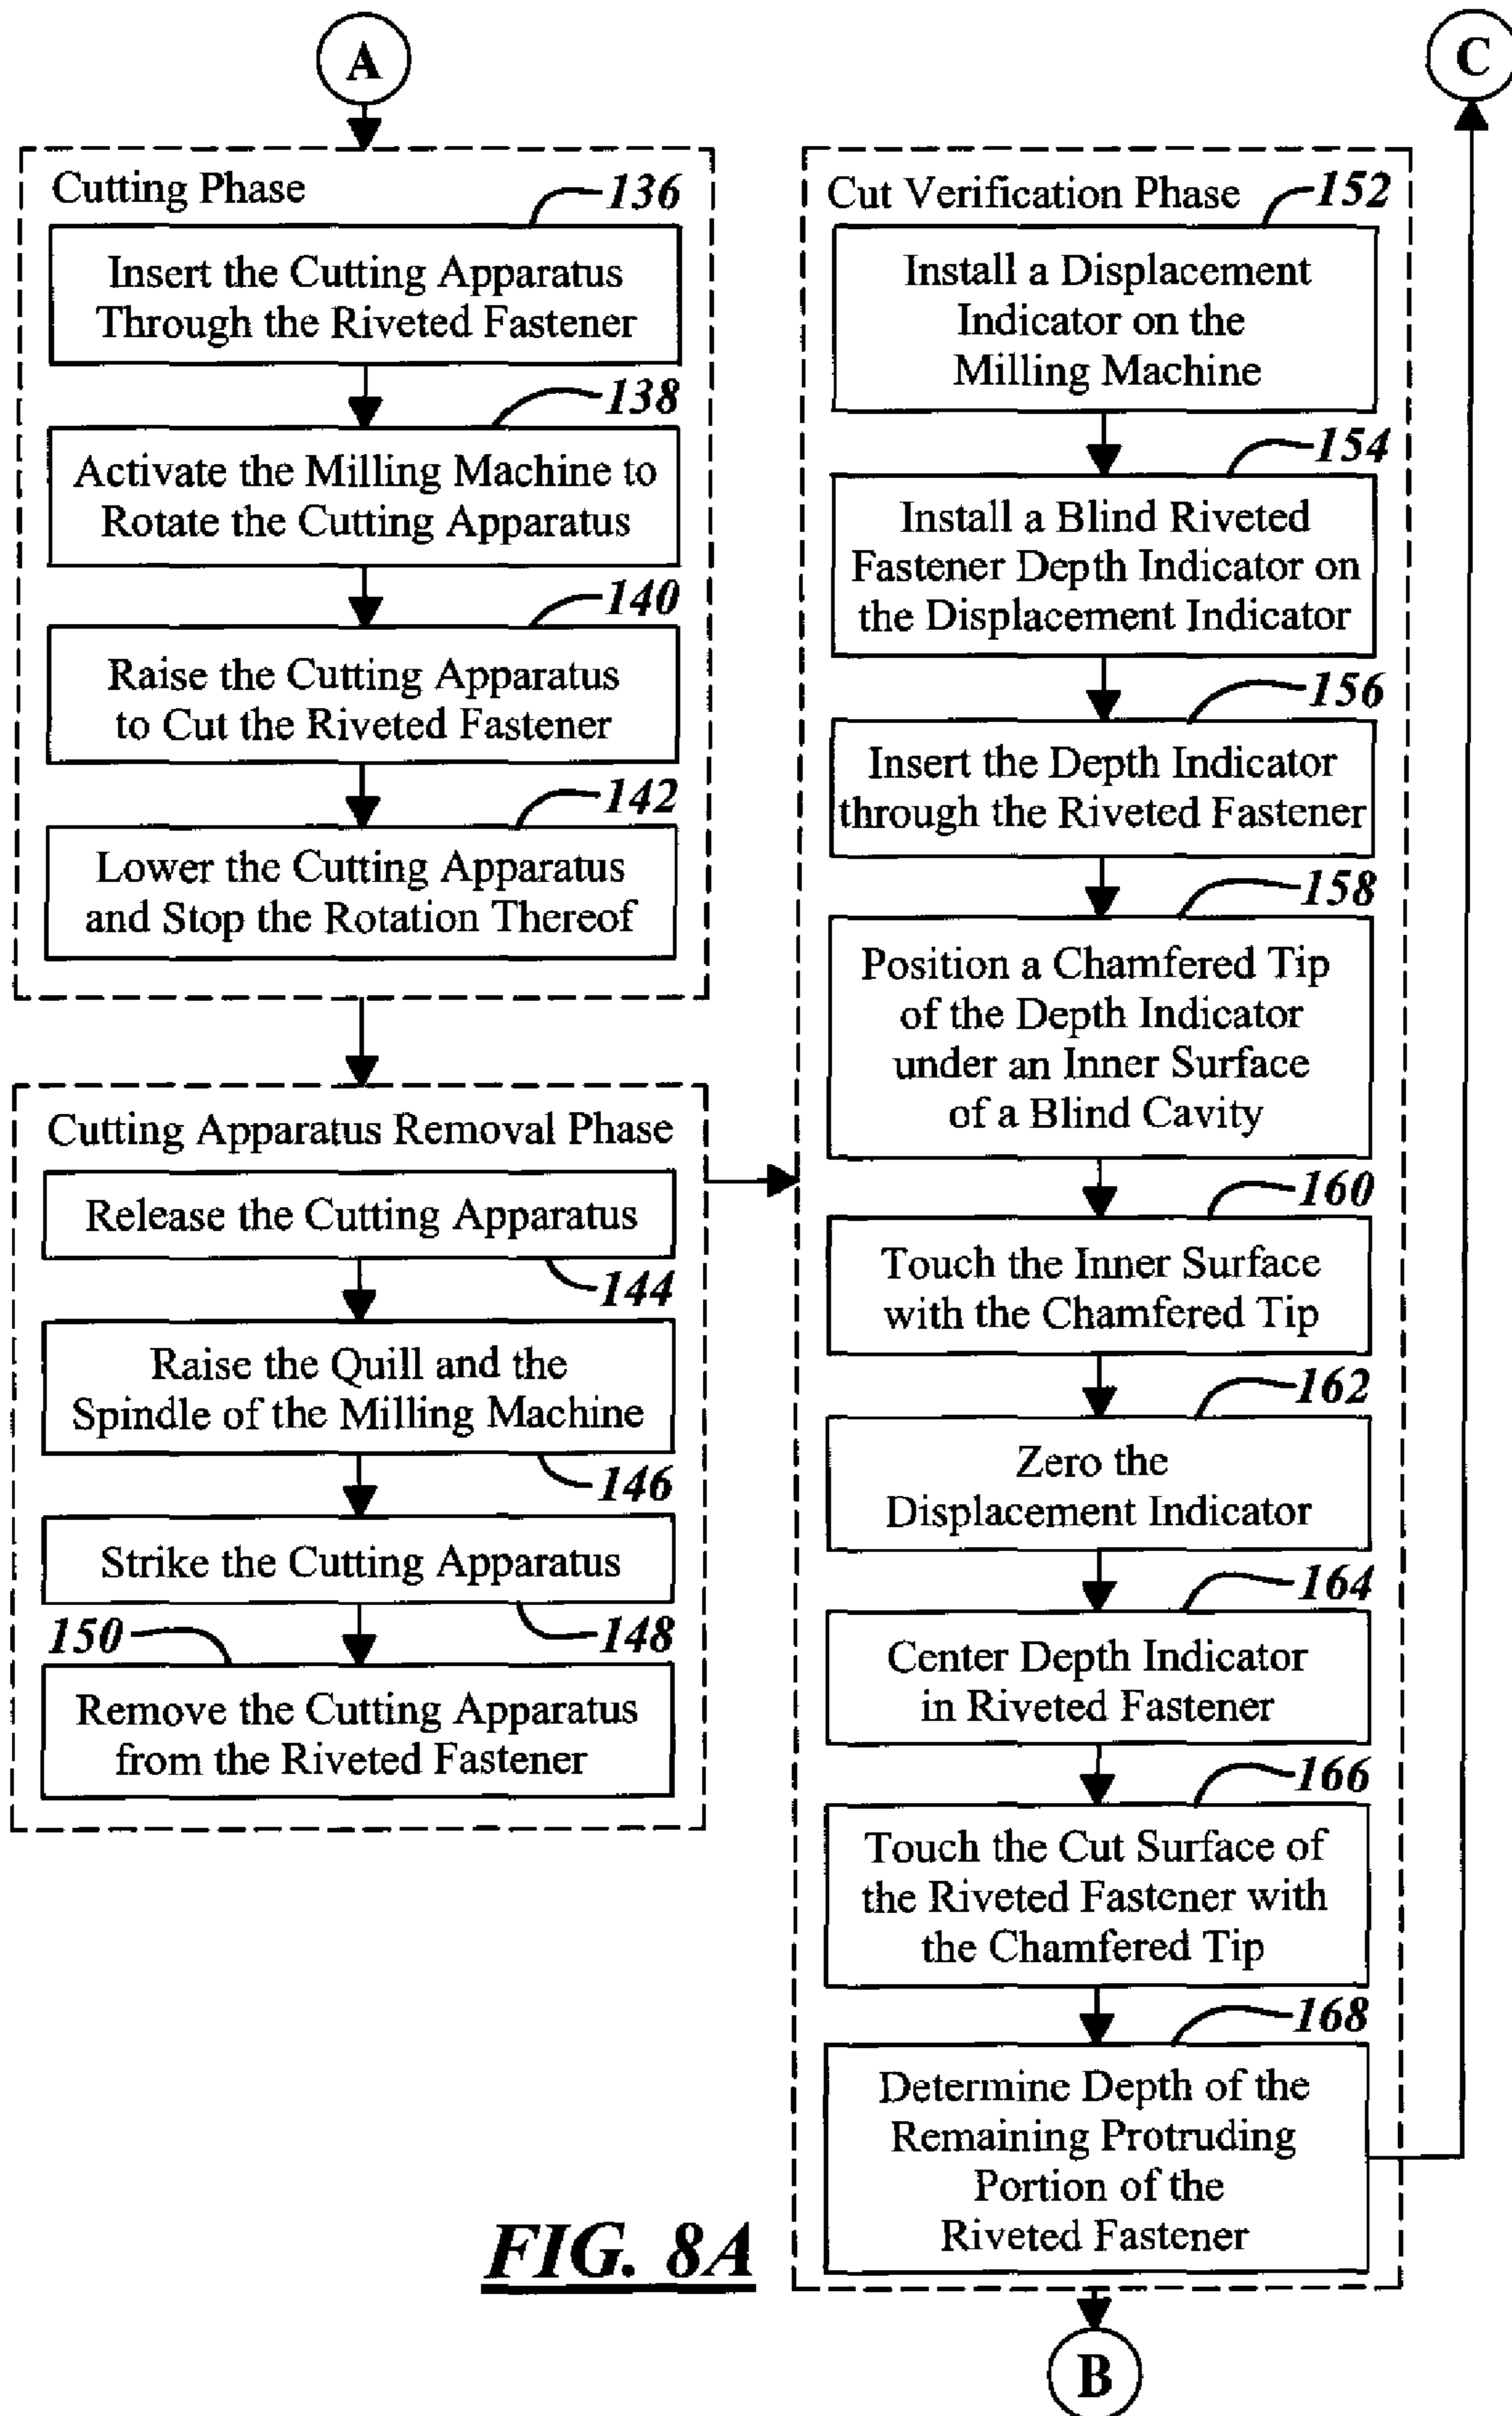 A
Cutting Phase
136
Insert the Cutting Apparatus
Through the Riveted Fastener
138
Activate the Milling Machine to
Rotate the Cutting Apparatus
140
Raise the Cutting Apparatus
to Cut the Riveted Fastener
142
Lower the Cutting Apparatus
and Stop the Rotation Thereof
Cutting Apparatus Removal Phase
Release the Cutting Apparatus
144
Raise the Quill and the
Spindle of the Milling Machine
146
Strike the Cutting Apparatus
148
150
Remove the Cutting Apparatus
from the Riveted Fastener
C
Cut Verification Phase
152
Install a Displacement
Indicator on the
Milling Machine
154
Install a Blind Riveted
Fastener Depth Indicator on
the Displacement Indicator
156
Insert the Depth Indicator
through the Riveted Fastener
158
Position a Chamfered Tip
of the Depth Indicator
under an Inner Surface
of a Blind Cavity
160
Touch the Inner Surface
with the Chamfered Tip
162
Zero the
Displacement Indicator
164
Center Depth Indicator
in Riveted Fastener
166
Touch the Cut Surface of
the Riveted Fastener with
the Chamfered Tip
168
Determine Depth of the
Remaining Protruding
Portion of the
Riveted Fastener
B
FIG. 8A